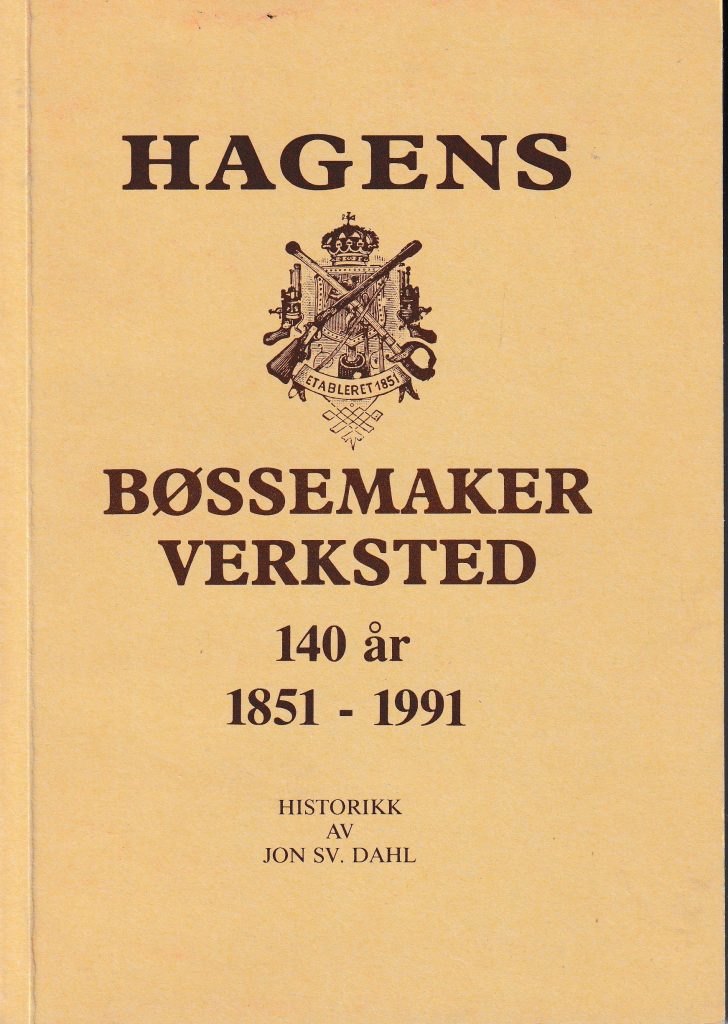 HAGENS
ETABLERET 1851
BØSSEMAKER
VERKSTED
140 år
1851 - 1991
HISTORIKK
AV
JON SV. DAHL